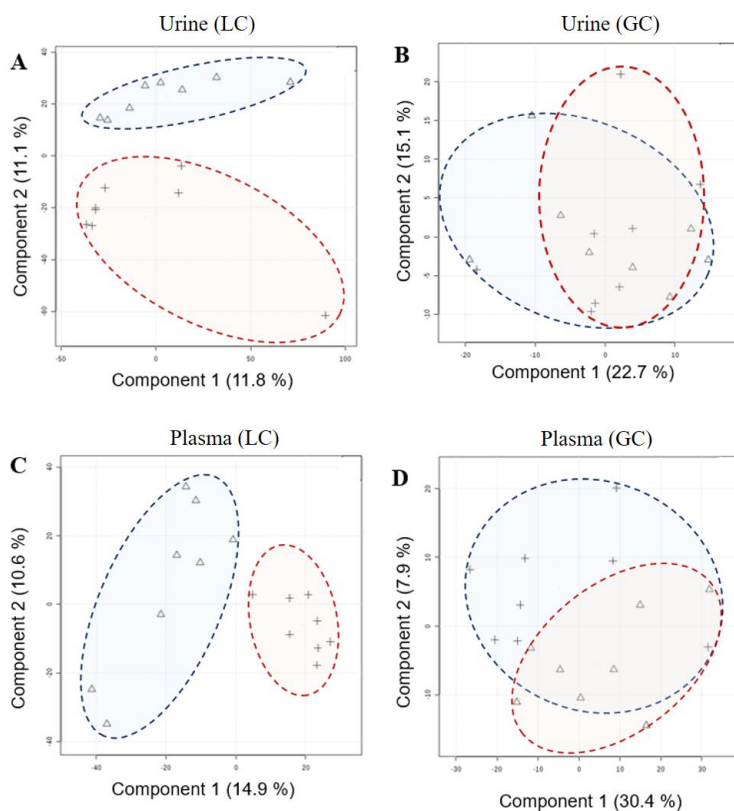 Urine (LC)
A
40
20
0
-20
-40
-60
-50
0
50
100
Component 2 (11.1 %)
Component 1 (11.8 %)
Urine (GC)
B
20
15
10
5
0
-5
-10
-20
-10
0
10
Component 2 (15.1 %)
Component 1 (22.7 %)
Plasma (LC)
C
40
20
0
-20
-40
-40
-20
0
20
Component 2 (10.6 %)
Component 1 (14.9 %)
Plasma (GC)
D
20
10
0
-10
-30
-20
-10
0
10
20
30
Component 2 (7.9 %)
Component 1 (30.4 %)